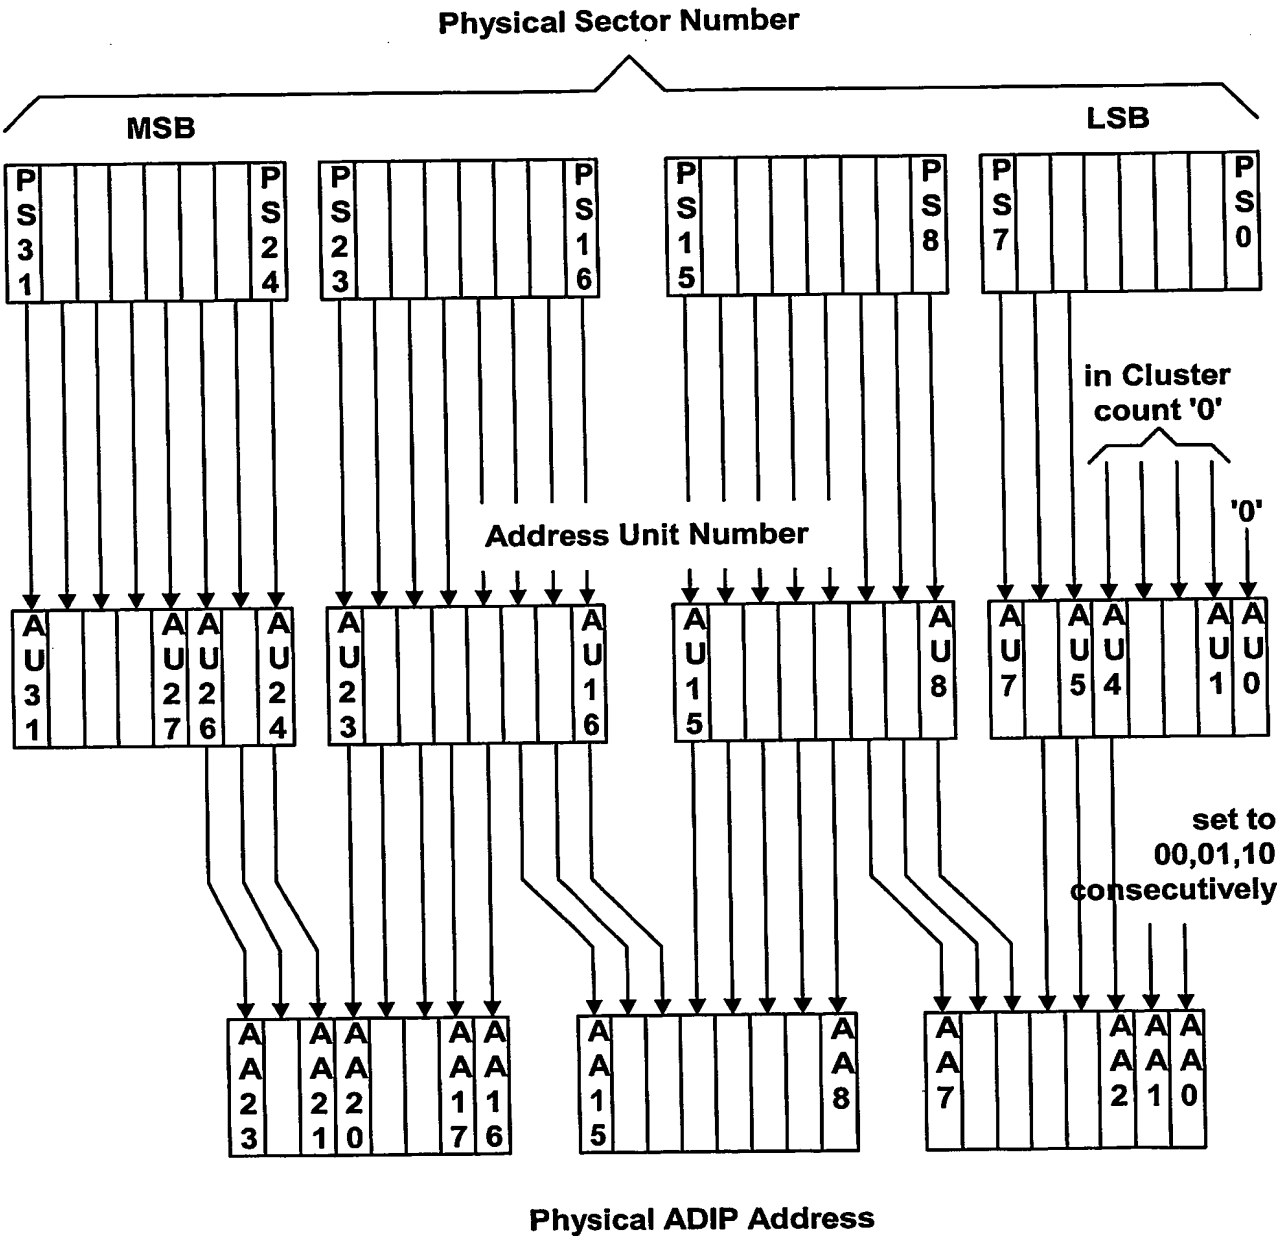 Physical Sector Number
MSB
LSB
PS31
PS24
PS23
PS16
PS15
PS8
PS7
PS0
in Cluster
count '0'
'0'
Address Unit Number
AU31
AU27
AU26
AU24
AU23
AU16
AU15
AU8
AU7
AU5
AU4
AU1
AU0
set to
00,01,10
consecutively
AA23
AA21
AA20
AA17
AA16
AA15
AA8
AA7
AA2
AA1
AA0
Physical ADIP Address